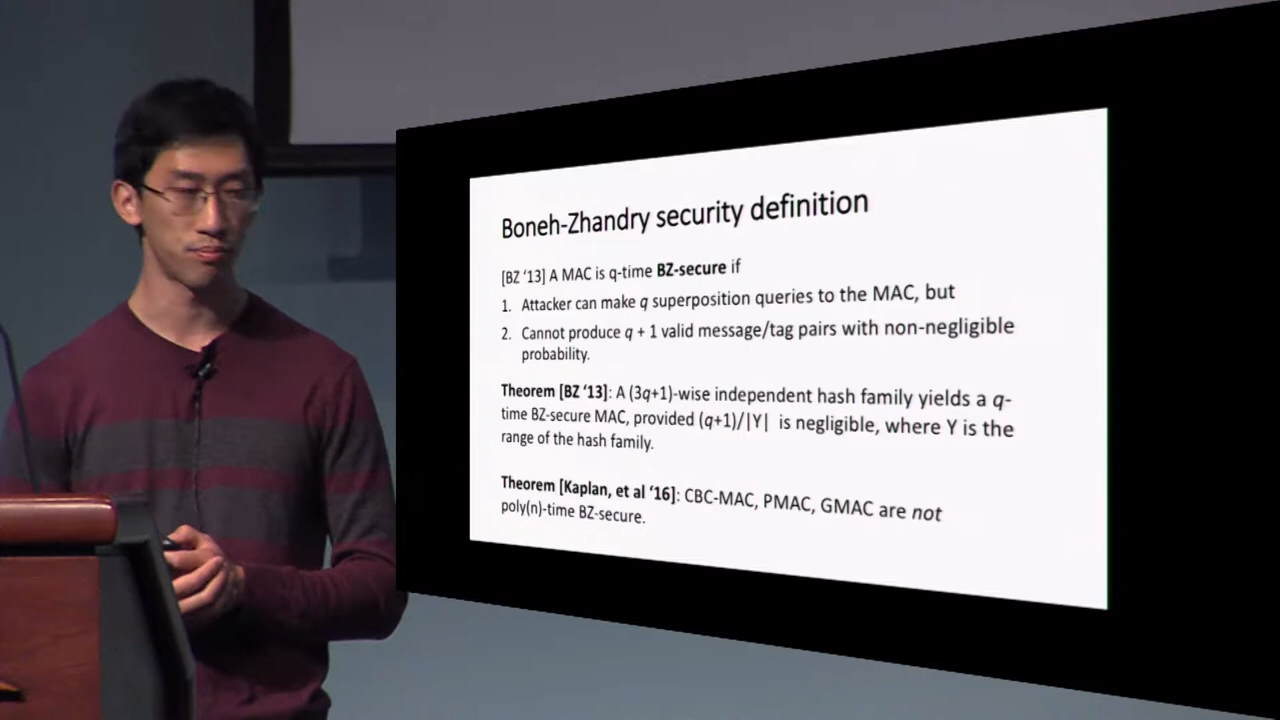 Boneh-Zhandry security definition
[BZ ‘13] A MAC is q-time BZ-secure if
1. Attacker can make q superposition queries to the MAC, but
2. Cannot produce q + 1 valid message/tag pairs with non-negligible
probability.
Theorem [BZ ‘13]: A (3q+1)-wise independent hash family yields a q-
time BZ-secure MAC, provided (q+1)/|Y| is negligible, where Y is the
range of the hash family.
Theorem [Kaplan, et al ‘16]: CBC-MAC, PMAC, GMAC are not
poly(n)-time BZ-secure.